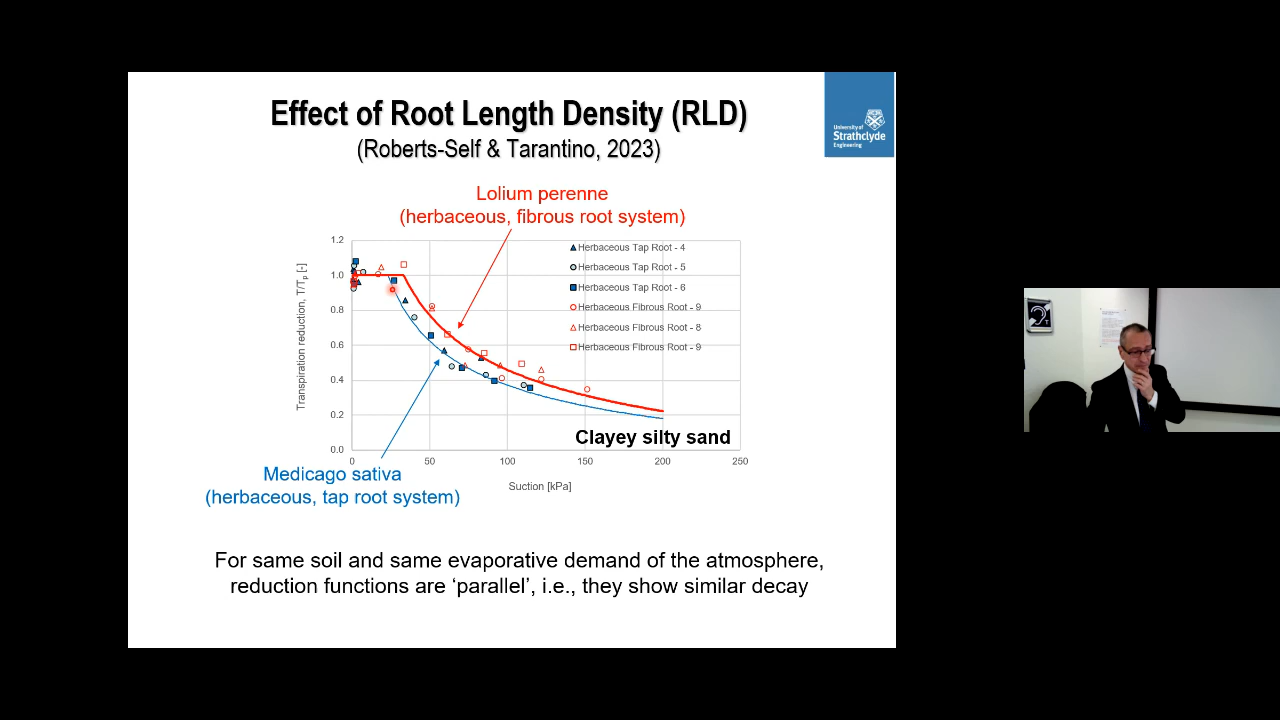 Effect of Root Length Density (RLD)
(Roberts-Self & Tarantino, 2023)
University of
Strathclyde
Engineering
Lolium perenne
(herbaceous, fibrous root system)
1.2
1.0
0.8
0.6
0.4
0.2
0.0
Transpiration reduction, T/Tp [-]
Herbaceous Tap Root - 4
Herbaceous Tap Root - 5
Herbaceous Tap Root - 6
Herbaceous Fibrous Root - 9
Herbaceous Fibrous Root - 8
Herbaceous Fibrous Root - 9
Clayey silty sand
0 50 100 150 200 250
Suction [kPa]
Medicago sativa
(herbaceous, tap root system)
For same soil and same evaporative demand of the atmosphere,
reduction functions are ‘parallel’, i.e., they show similar decay